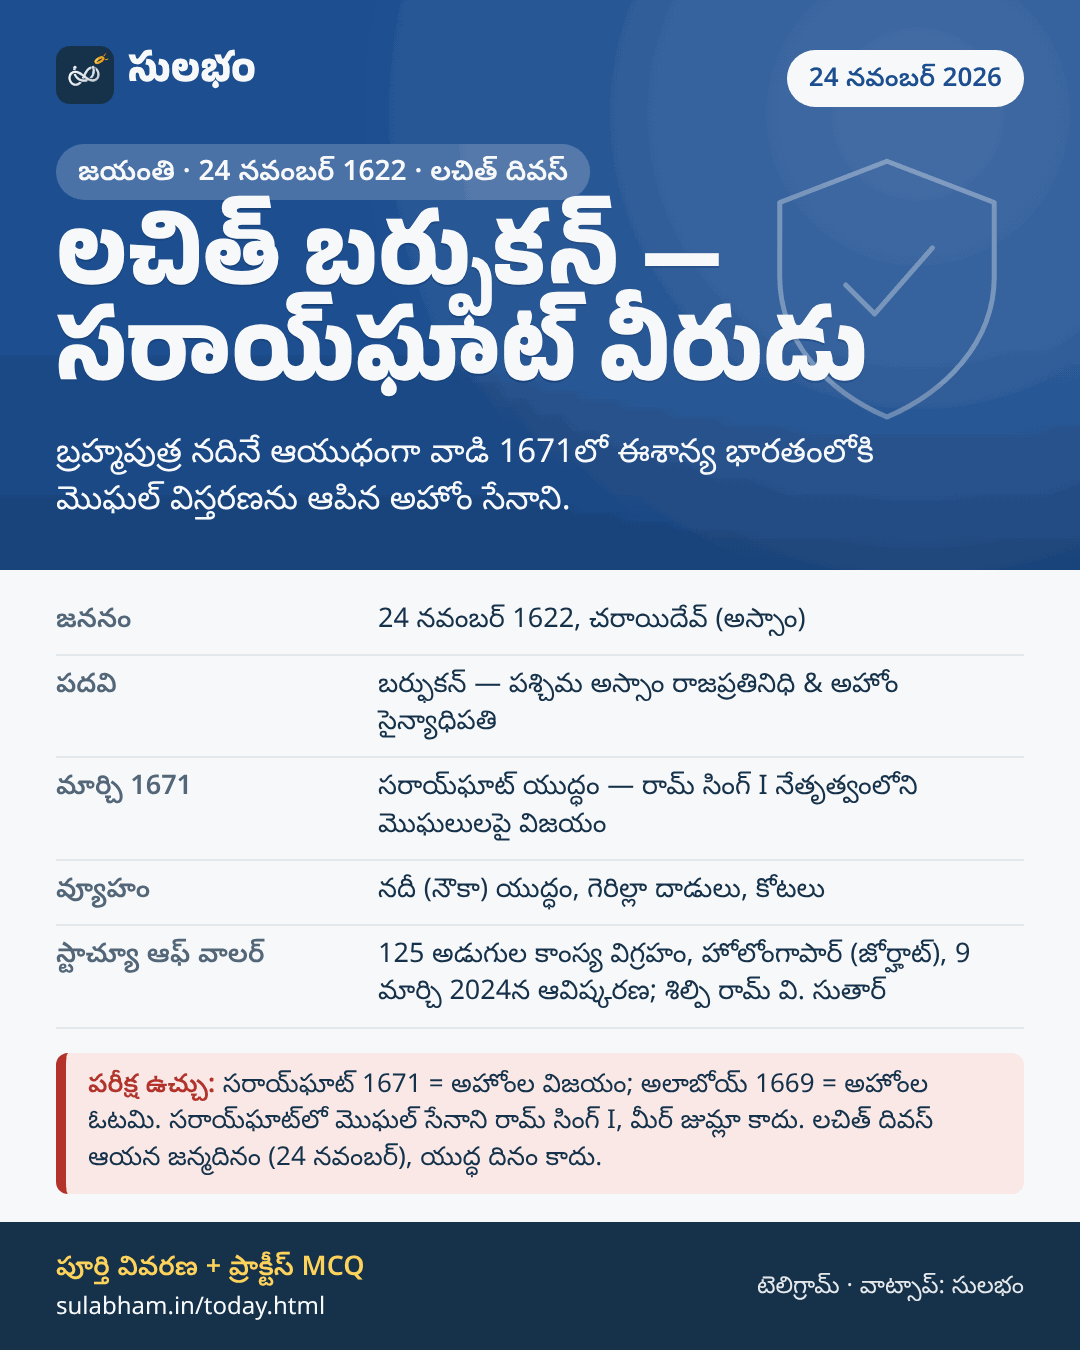 సులభం
24 నవంబర్ 2026
జయంతి · 24 నవంబర్ 1622 · లచిత్ దివస్
లచిత్ బర్ఫుకన్ —
సరాయ్‌ఘాట్ వీరుడు
బ్రహ్మపుత్ర నదినే ఆయుధంగా వాడి 1671లో ఈశాన్య భారతంలోకి
మొఘల్ విస్తరణను ఆపిన అహోం సేనాని.
జననం
24 నవంబర్ 1622, చరాయిదేవ్ (అస్సాం)
పదవి
బర్ఫుకన్ — పశ్చిమ అస్సాం రాజప్రతినిధి & అహోం
సైన్యాధిపతి
మార్చి 1671
సరాయ్‌ఘాట్ యుద్ధం — రామ్ సింగ్ I నేతృత్వంలోని
మొఘలులపై విజయం
వ్యూహం
నదీ (నౌకా) యుద్ధం, గెరిల్లా దాడులు, కోటలు
స్టాచ్యూ ఆఫ్ వాలర్
125 అడుగుల కాంస్య విగ్రహం, హోలోంగాపార్ (జోర్హాట్), 9
మార్చి 2024న ఆవిష్కరణ; శిల్పి రామ్ వి. సుతార్
పరీక్ష ఉచ్చు: సరాయ్‌ఘాట్ 1671 = అహోంల విజయం; అలాబోయ్ 1669 = అహోంల
ఓటమి. సరాయ్‌ఘాట్‌లో మొఘల్ సేనాని రామ్ సింగ్ I, మీర్ జుమ్లా కాదు. లచిత్ దివస్
ఆయన జన్మదినం (24 నవంబర్), యుద్ధ దినం కాదు.
పూర్తి వివరణ + ప్రాక్టీస్ MCQ
sulabham.in/today.html
టెలిగ్రామ్ · వాట్సాప్: సులభం